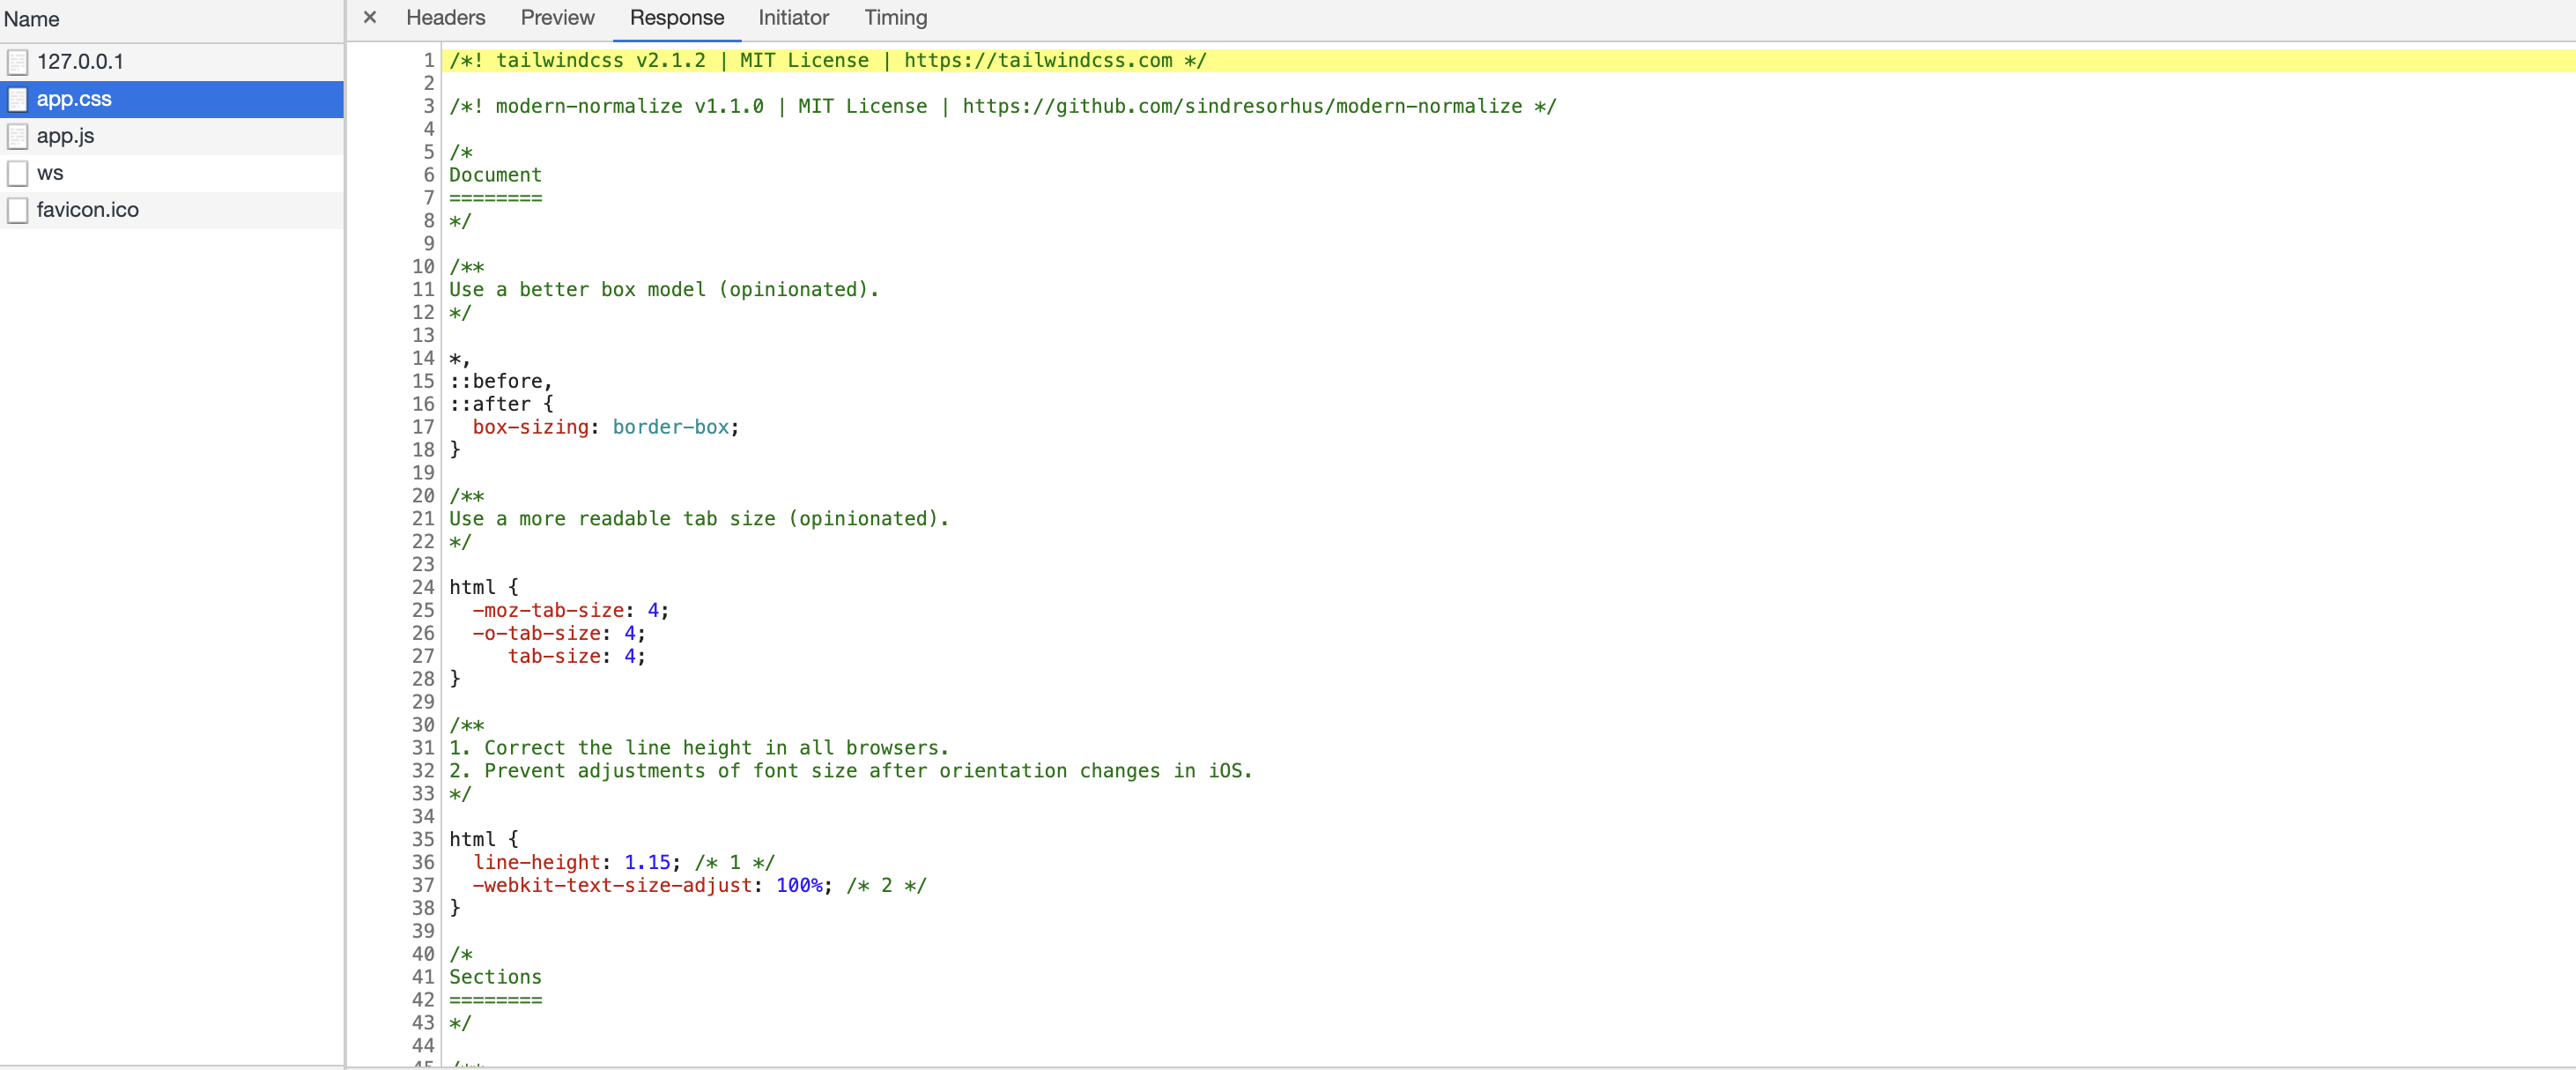 Name
127.0.0.1
app.css
app.js
ws
favicon.ico
× Headers Preview Response Initiator Timing
1 /*! tailwindcss v2.1.2 | MIT License | https://tailwindcss.com */
2
3 /*! modern-normalize v1.1.0 | MIT License | https://github.com/sindresorhus/modern-normalize */
4
5 /*
6 Document
7 ========
8 */
9
10 /**
11 Use a better box model (opinionated).
12 */
13
14 *,
15 ::before,
16 ::after {
17   box-sizing: border-box;
18 }
19
20 /**
21 Use a more readable tab size (opinionated).
22 */
23
24 html {
25   -moz-tab-size: 4;
26   -o-tab-size: 4;
27      tab-size: 4;
28 }
29
30 /**
31 1. Correct the line height in all browsers.
32 2. Prevent adjustments of font size after orientation changes in iOS.
33 */
34
35 html {
36   line-height: 1.15; /* 1 */
37   -webkit-text-size-adjust: 100%; /* 2 */
38 }
39
40 /*
41 Sections
42 ========
43 */
44